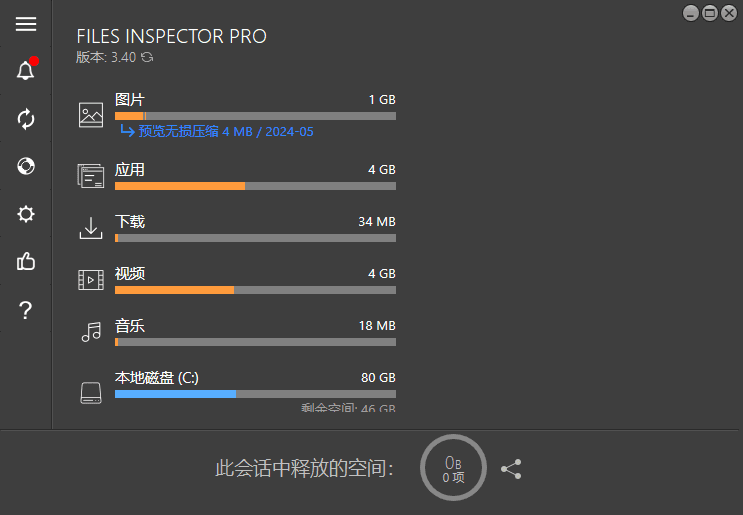 FILES INSPECTOR PRO
版本: 3.40
图片 1 GB
预览无损压缩 4 MB / 2024-05
应用 4 GB
下载 34 MB
视频 4 GB
音乐 18 MB
本地磁盘 (C:) 80 GB
剩余空间: 46 GB
此会话中释放的空间:
0B
0 项